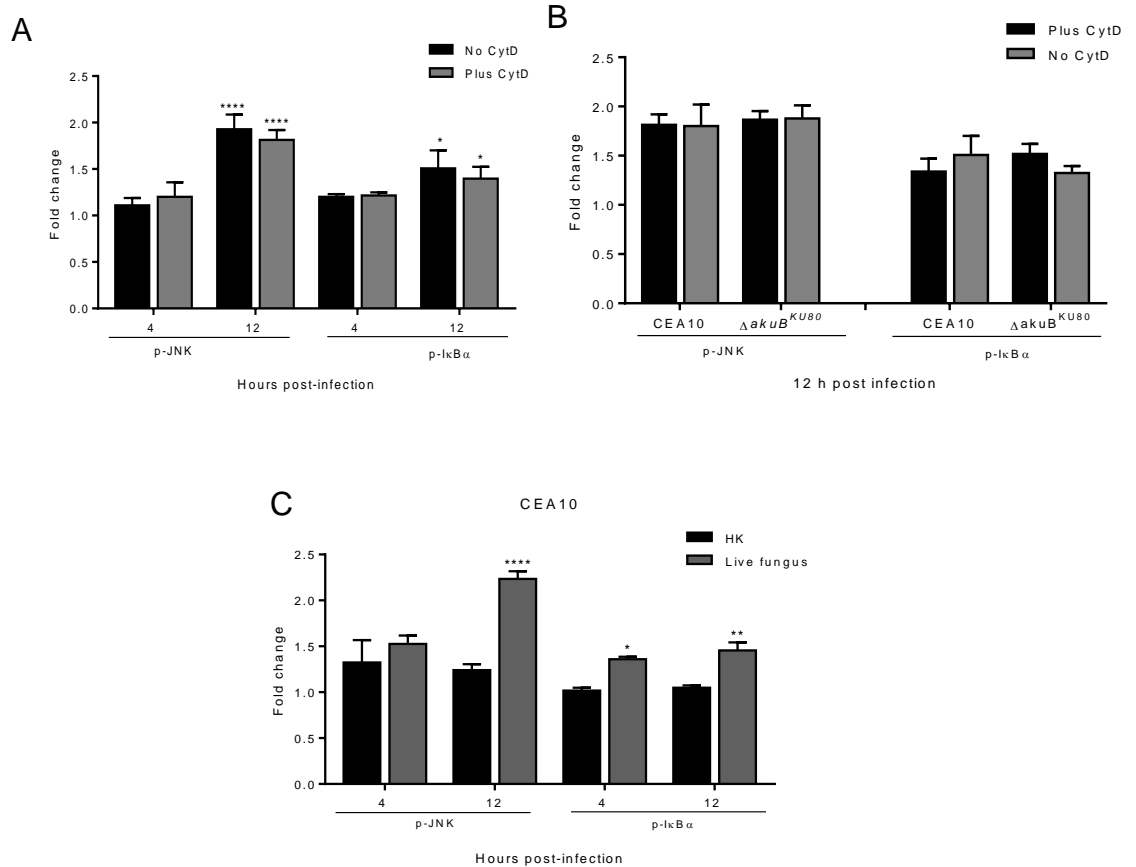 A
No CytD
Plus CytD
2.5
2.0
1.5
1.0
0.5
0.0
Fold change
****
****
*
*
4
12
4
12
p-JNK
p-IκBα
Hours post-infection
B
Plus CytD
No CytD
2.5
2.0
1.5
1.0
0.5
0.0
Fold change
CEA10
ΔakuB^KU80
CEA10
ΔakuB^KU80
p-JNK
p-IκBα
12 h post infection
C
CEA10
HK
Live fungus
2.5
2.0
1.5
1.0
0.5
0.0
Fold change
****
*
**
4
12
4
12
p-JNK
p-IκBα
Hours post-infection